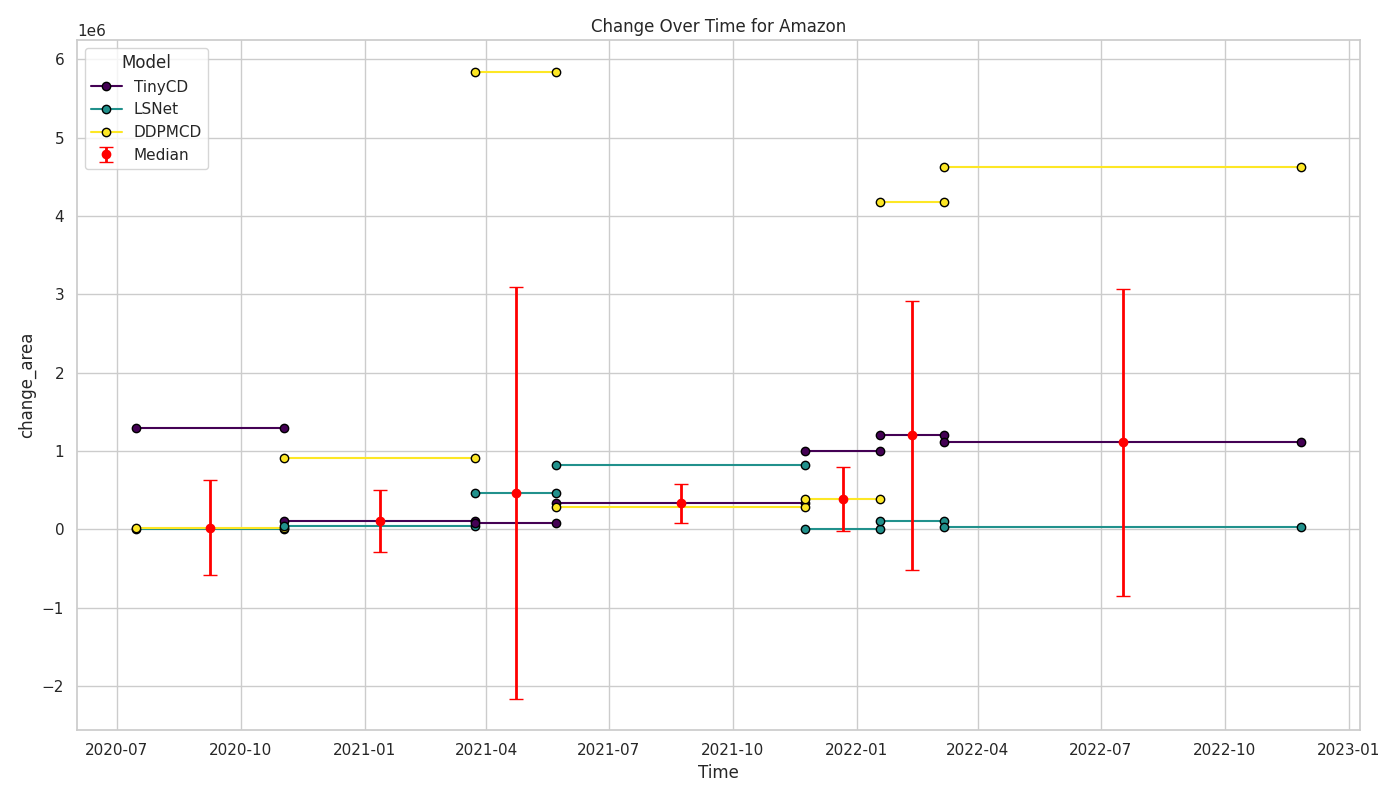 Change Over Time for Amazon
1e6
Model
TinyCD
LSNet
DDPMCD
Median
6
5
4
3
2
1
0
−1
−2
change_area
2020-07 2020-10 2021-01 2021-04 2021-07 2021-10 2022-01 2022-04 2022-07 2022-10 2023-01
Time